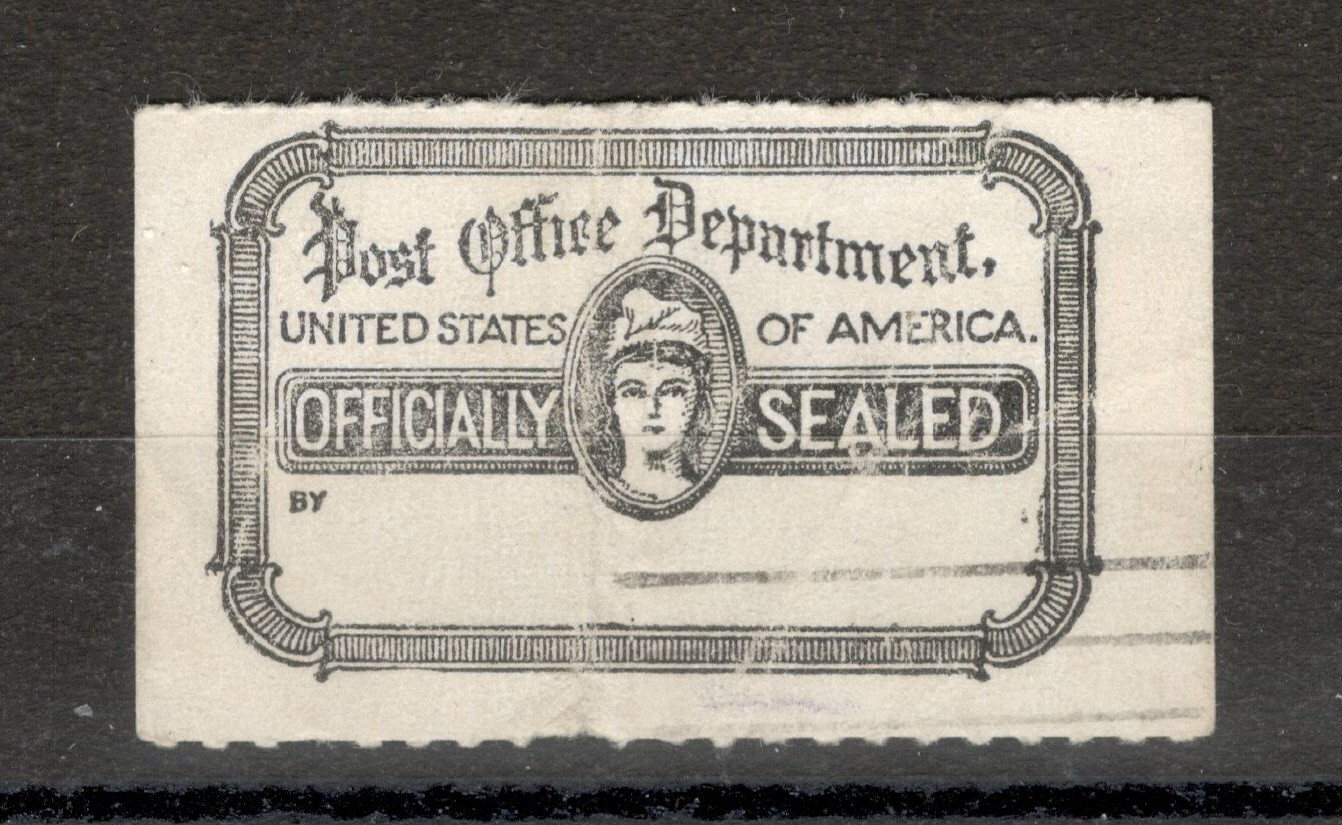 Post Office Department,
UNITED STATES OF AMERICA.
OFFICIALLY SEALED
BY